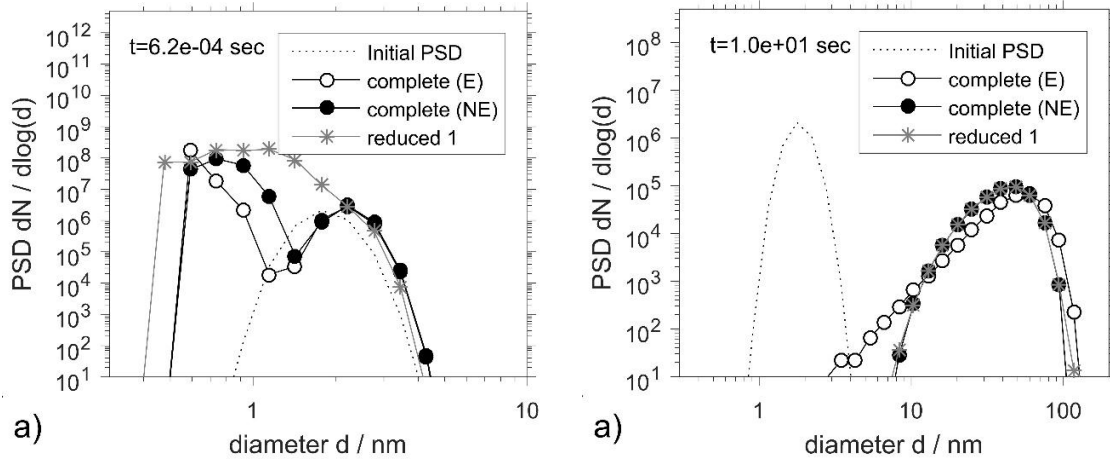 t=6.2e-04 sec
Initial PSD
complete (E)
complete (NE)
reduced 1
PSD dN / dlog(d)
10^12
10^11
10^10
10^9
10^8
10^7
10^6
10^5
10^4
10^3
10^2
10^1
1
10
diameter d / nm
a)
t=1.0e+01 sec
Initial PSD
complete (E)
complete (NE)
reduced 1
PSD dN / dlog(d)
10^8
10^7
10^6
10^5
10^4
10^3
10^2
10^1
1
10
100
diameter d / nm
a)